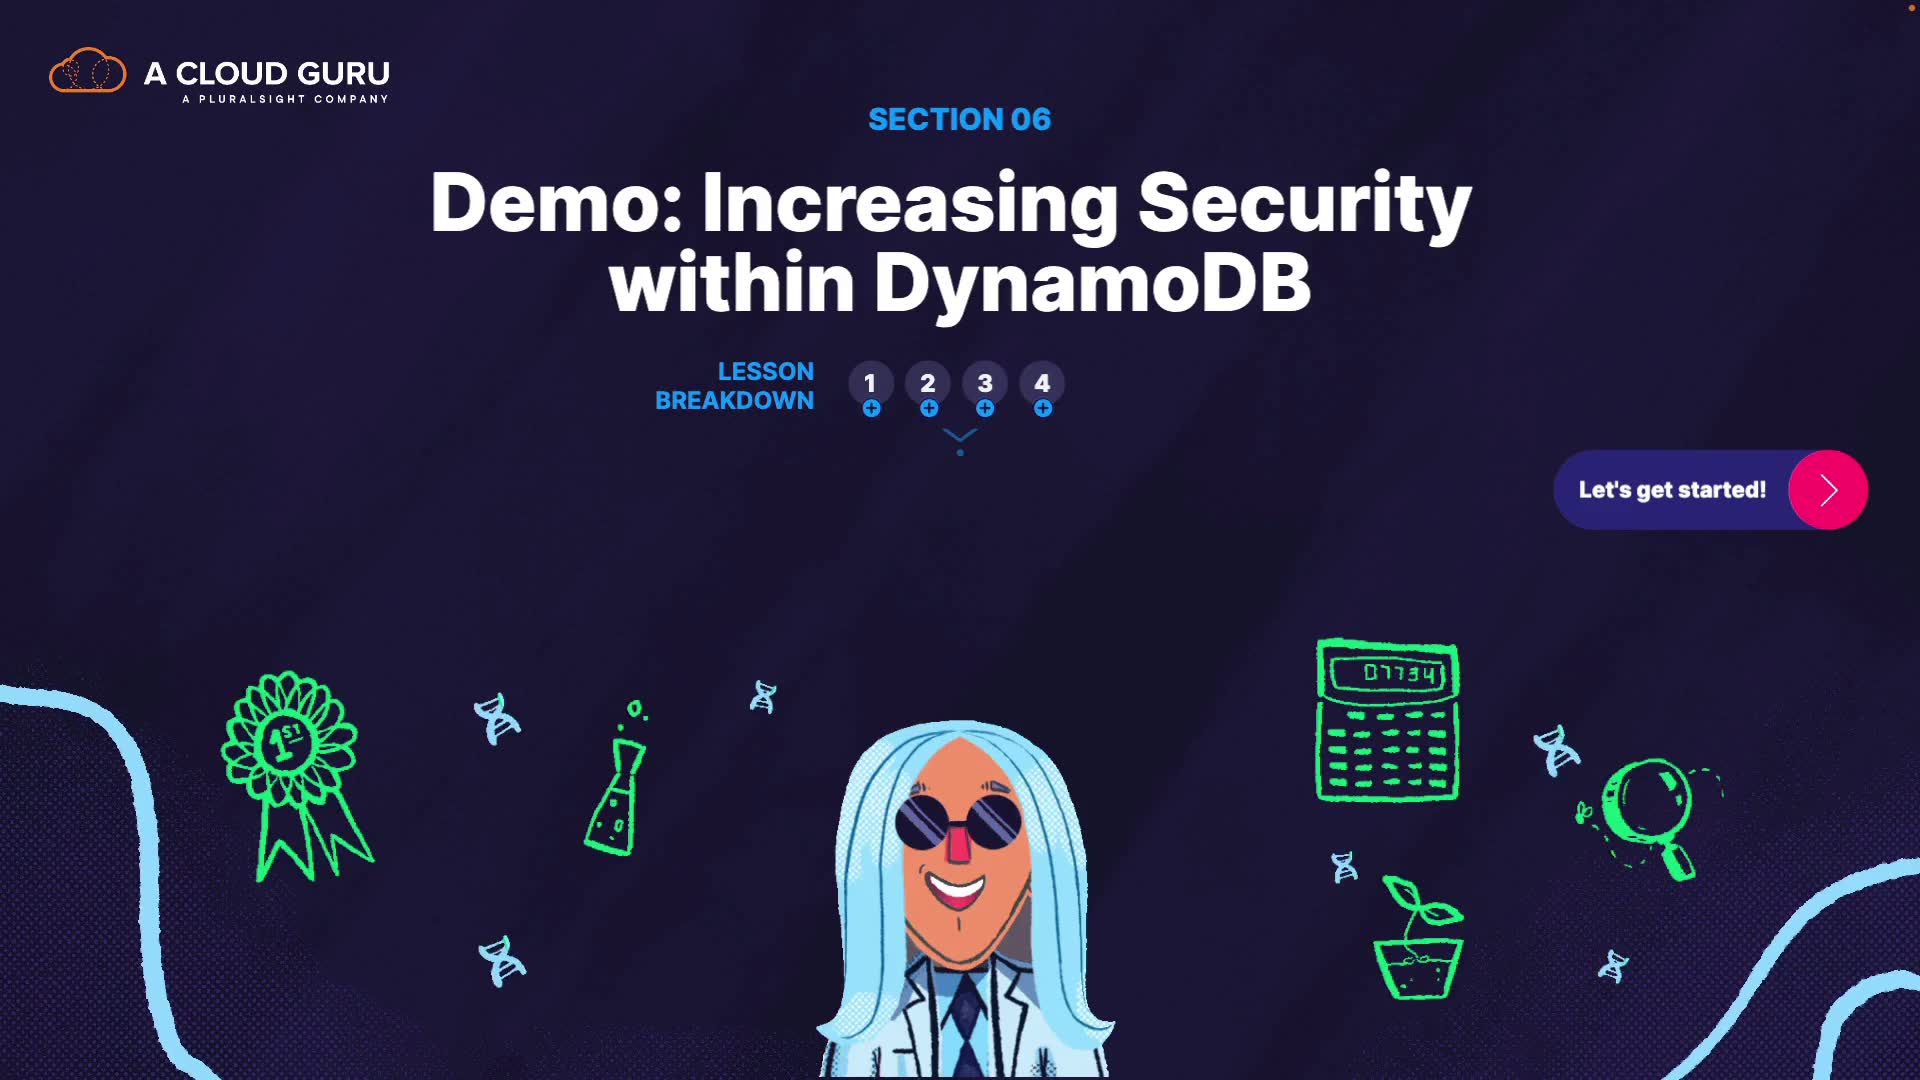 A CLOUD GURU
A PLURALSIGHT COMPANY
SECTION 06
Demo: Increasing Security
within DynamoDB
LESSON
BREAKDOWN
1 2 3 4
Let's get started!
1ST
07734